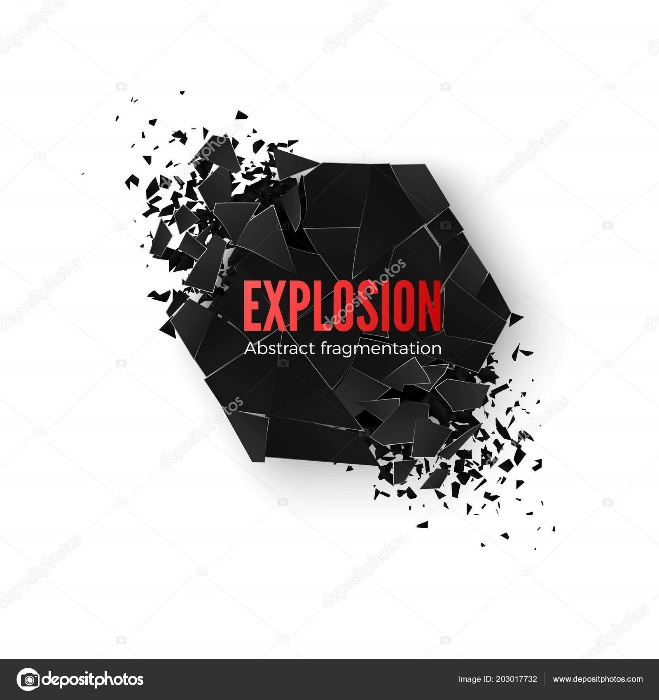 EXPLOSION
Abstract fragmentation
depositphotos
Image ID: 203017732 www.depositphotos.com